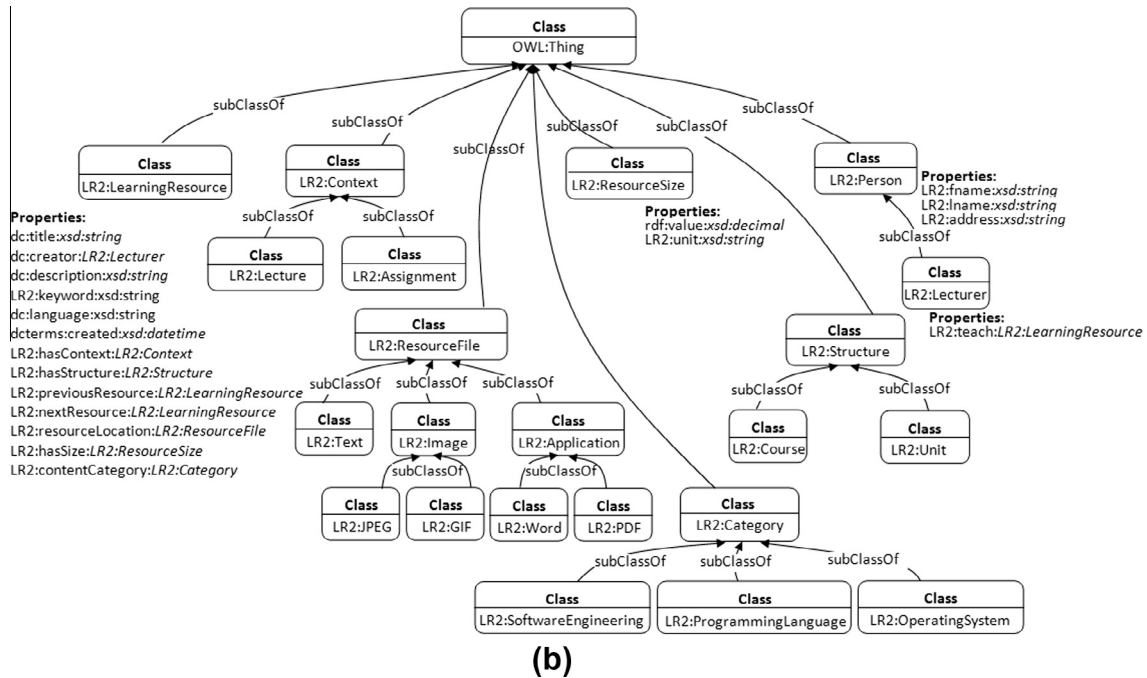 Class
OWL:Thing
subClassOf
subClassOf
subClassOf
subClassOf
subClassOf
subClassOf
Class
LR2:LearningResource
Class
LR2:Context
Class
LR2:ResourceSize
Class
LR2:Person
Properties:
LR2:fname:xsd:string
LR2:lname:xsd:string
LR2:address:xsd:string
Properties:
rdf:value:xsd:decimal
LR2:unit:xsd:string
Properties:
dc:title:xsd:string
dc:creator:LR2:Lecturer
dc:description:xsd:string
LR2:keyword:xsd:string
dc:language:xsd:string
dcterms:created:xsd:datetime
LR2:hasContext:LR2:Context
LR2:hasStructure:LR2:Structure
LR2:previousResource:LR2:LearningResource
LR2:nextResource:LR2:LearningResource
LR2:resourceLocation:LR2:ResourceFile
LR2:hasSize:LR2:ResourceSize
LR2:contentCategory:LR2:Category
subClassOf
subClassOf
Class
LR2:Lecture
Class
LR2:Assignment
subClassOf
Class
LR2:Lecturer
Properties:
LR2:teach:LR2:LearningResource
Class
LR2:ResourceFile
Class
LR2:Structure
subClassOf
subClassOf
subClassOf
subClassOf
subClassOf
Class
LR2:Text
Class
LR2:Image
Class
LR2:Application
Class
LR2:Course
Class
LR2:Unit
subClassOf
subClassOf
Class
LR2:JPEG
Class
LR2:GIF
Class
LR2:Word
Class
LR2:PDF
Class
LR2:Category
subClassOf
subClassOf
subClassOf
Class
LR2:SoftwareEngineering
Class
LR2:ProgrammingLanguage
Class
LR2:OperatingSystem
(b)